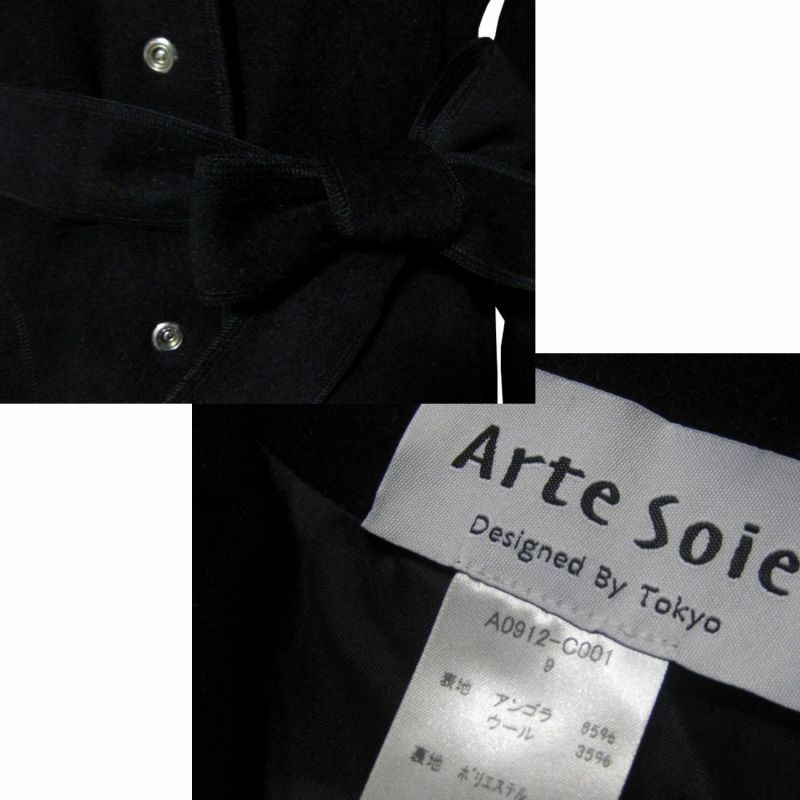 Arte Soie
Designed By Tokyo
A0912-C001
9
表地 アンゴラ 65%
ウール 35%
裏地 ポリエステル